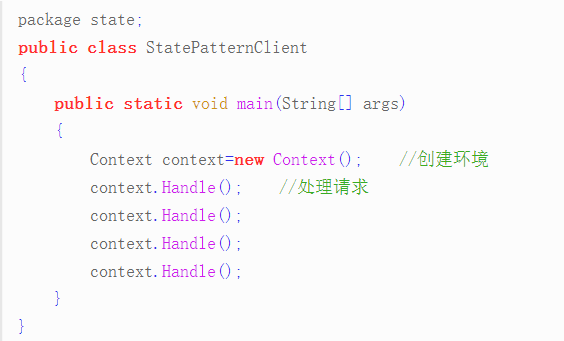 package state;
public class StatePatternClient
{
    public static void main(String[] args)
    {
        Context context=new Context();    //创建环境
        context.Handle();    //处理请求
        context.Handle();
        context.Handle();
        context.Handle();
    }
}